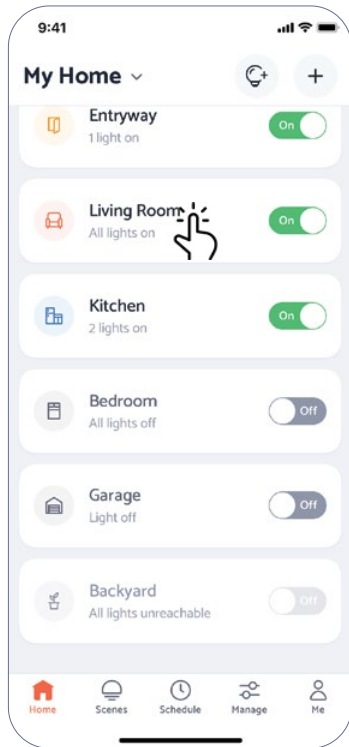 9:41
My Home
Entryway
1 light on
On
Living Room
All lights on
On
Kitchen
2 lights on
On
Bedroom
All lights off
Off
Garage
Light off
Off
Backyard
All lights unreachable
Off
Home Scenes Schedule Manage Me